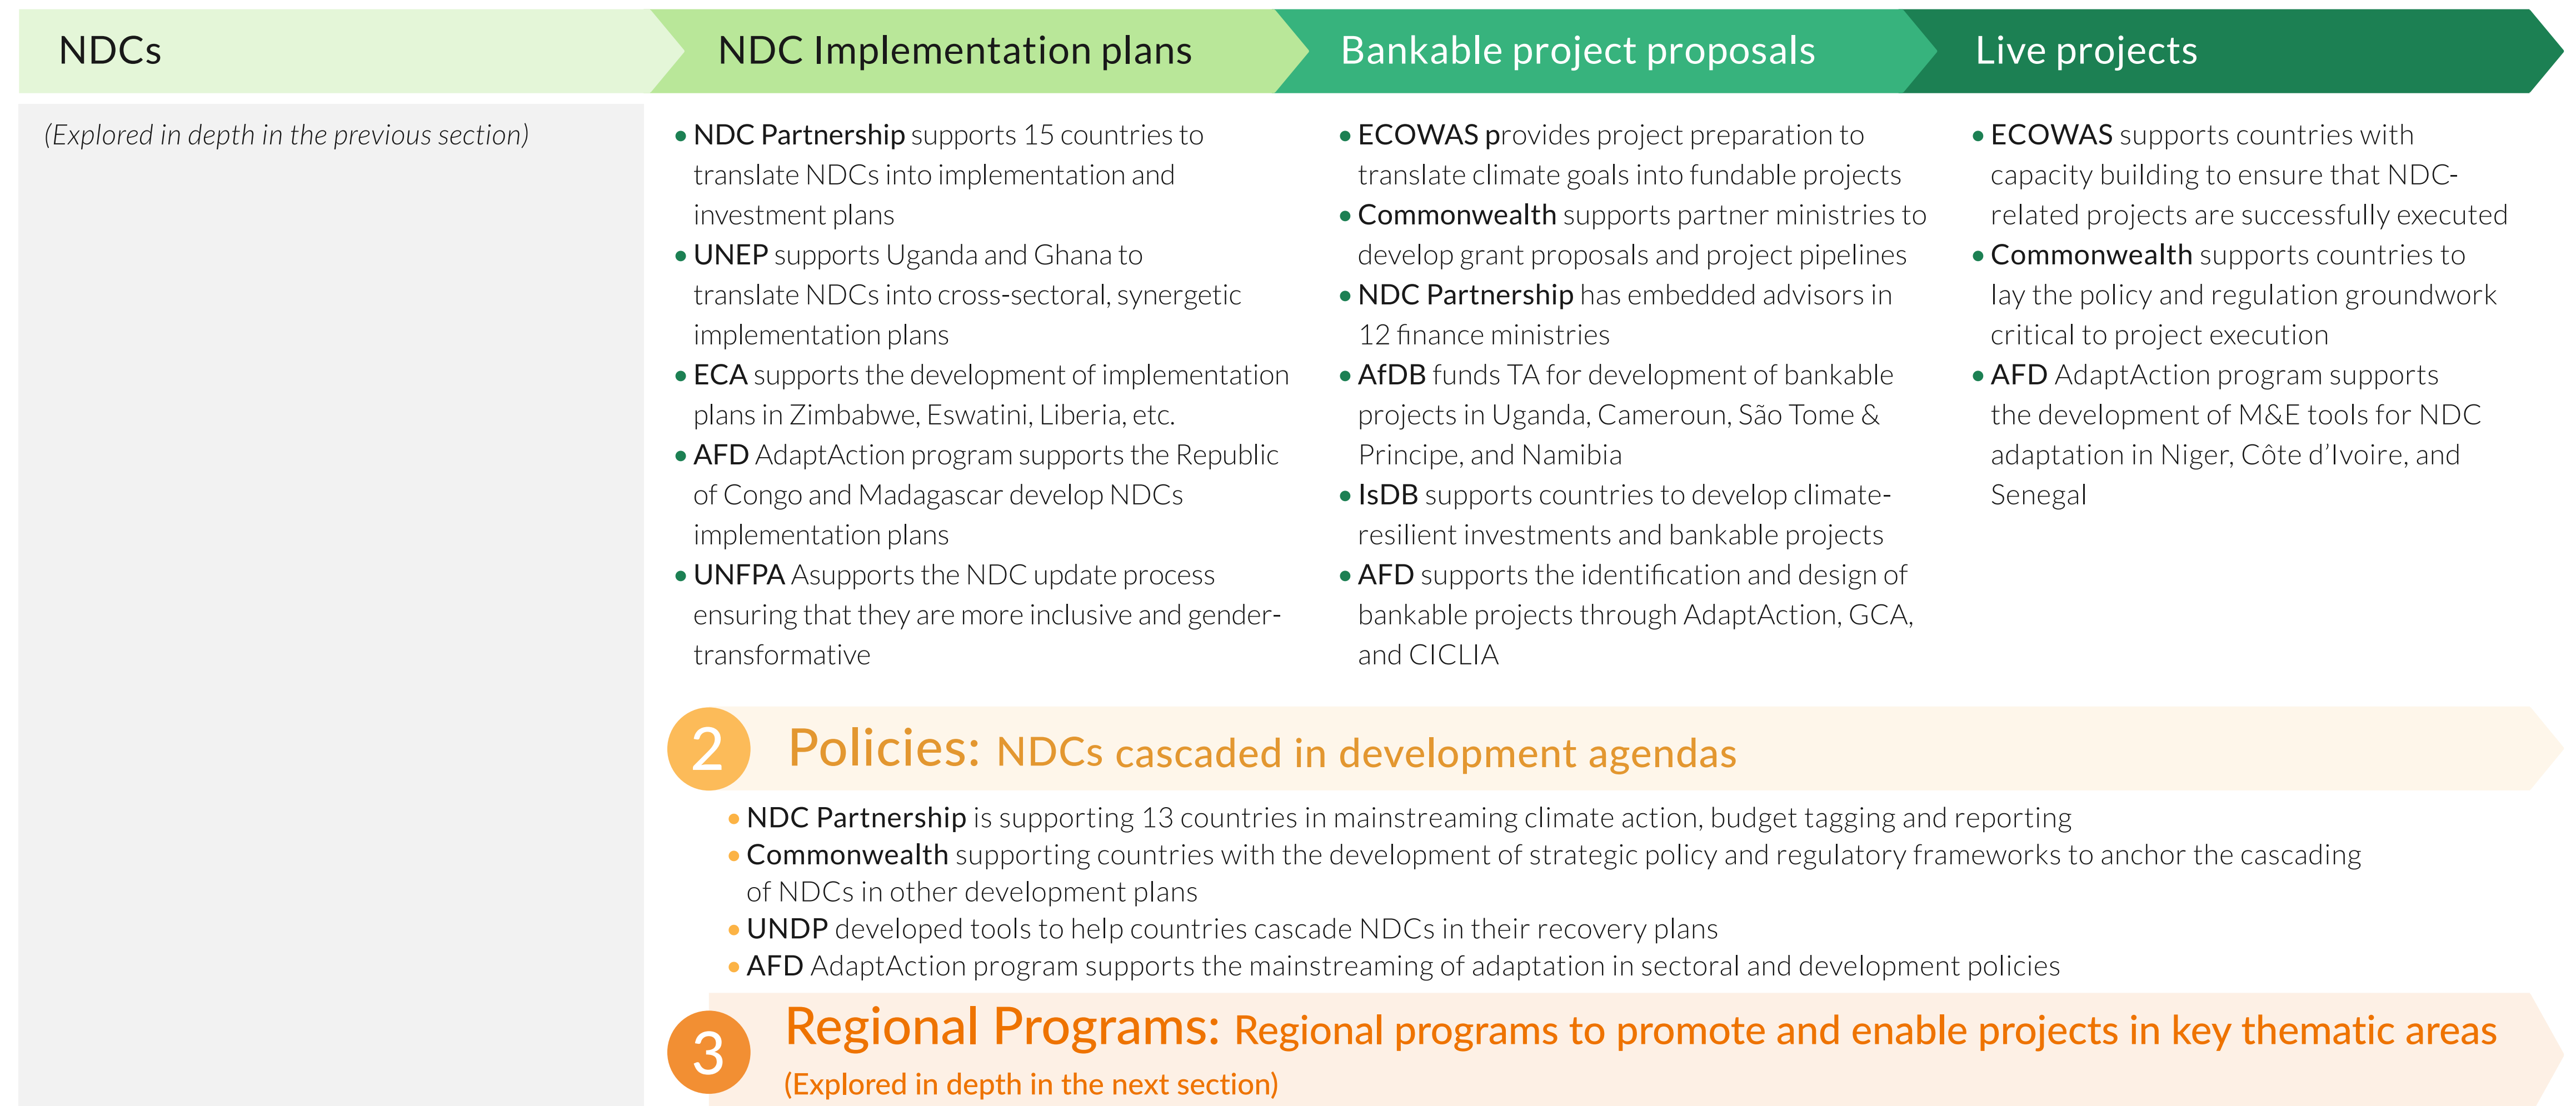 NDCs
NDC Implementation plans
Bankable project proposals
Live projects
(Explored in depth in the previous section)
• NDC Partnership supports 15 countries to
translate NDCs into implementation and
investment plans
• UNEP supports Uganda and Ghana to
translate NDCs into cross-sectoral, synergetic
implementation plans
• ECA supports the development of implementation
plans in Zimbabwe, Eswatini, Liberia, etc.
• AFD AdaptAction program supports the Republic
of Congo and Madagascar develop NDCs
implementation plans
• UNFPA Asupports the NDC update process
ensuring that they are more inclusive and gender-
transformative
• ECOWAS provides project preparation to
translate climate goals into fundable projects
• Commonwealth supports partner ministries to
develop grant proposals and project pipelines
• NDC Partnership has embedded advisors in
12 finance ministries
• AfDB funds TA for development of bankable
projects in Uganda, Cameroun, São Tome &
Principe, and Namibia
• IsDB supports countries to develop climate-
resilient investments and bankable projects
• AFD supports the identification and design of
bankable projects through AdaptAction, GCA,
and CICLIA
• ECOWAS supports countries with
capacity building to ensure that NDC-
related projects are successfully executed
• Commonwealth supports countries to
lay the policy and regulation groundwork
critical to project execution
• AFD AdaptAction program supports
the development of M&E tools for NDC
adaptation in Niger, Côte d’Ivoire, and
Senegal
2 Policies: NDCs cascaded in development agendas
• NDC Partnership is supporting 13 countries in mainstreaming climate action, budget tagging and reporting
• Commonwealth supporting countries with the development of strategic policy and regulatory frameworks to anchor the cascading
of NDCs in other development plans
• UNDP developed tools to help countries cascade NDCs in their recovery plans
• AFD AdaptAction program supports the mainstreaming of adaptation in sectoral and development policies
3 Regional Programs: Regional programs to promote and enable projects in key thematic areas
(Explored in depth in the next section)